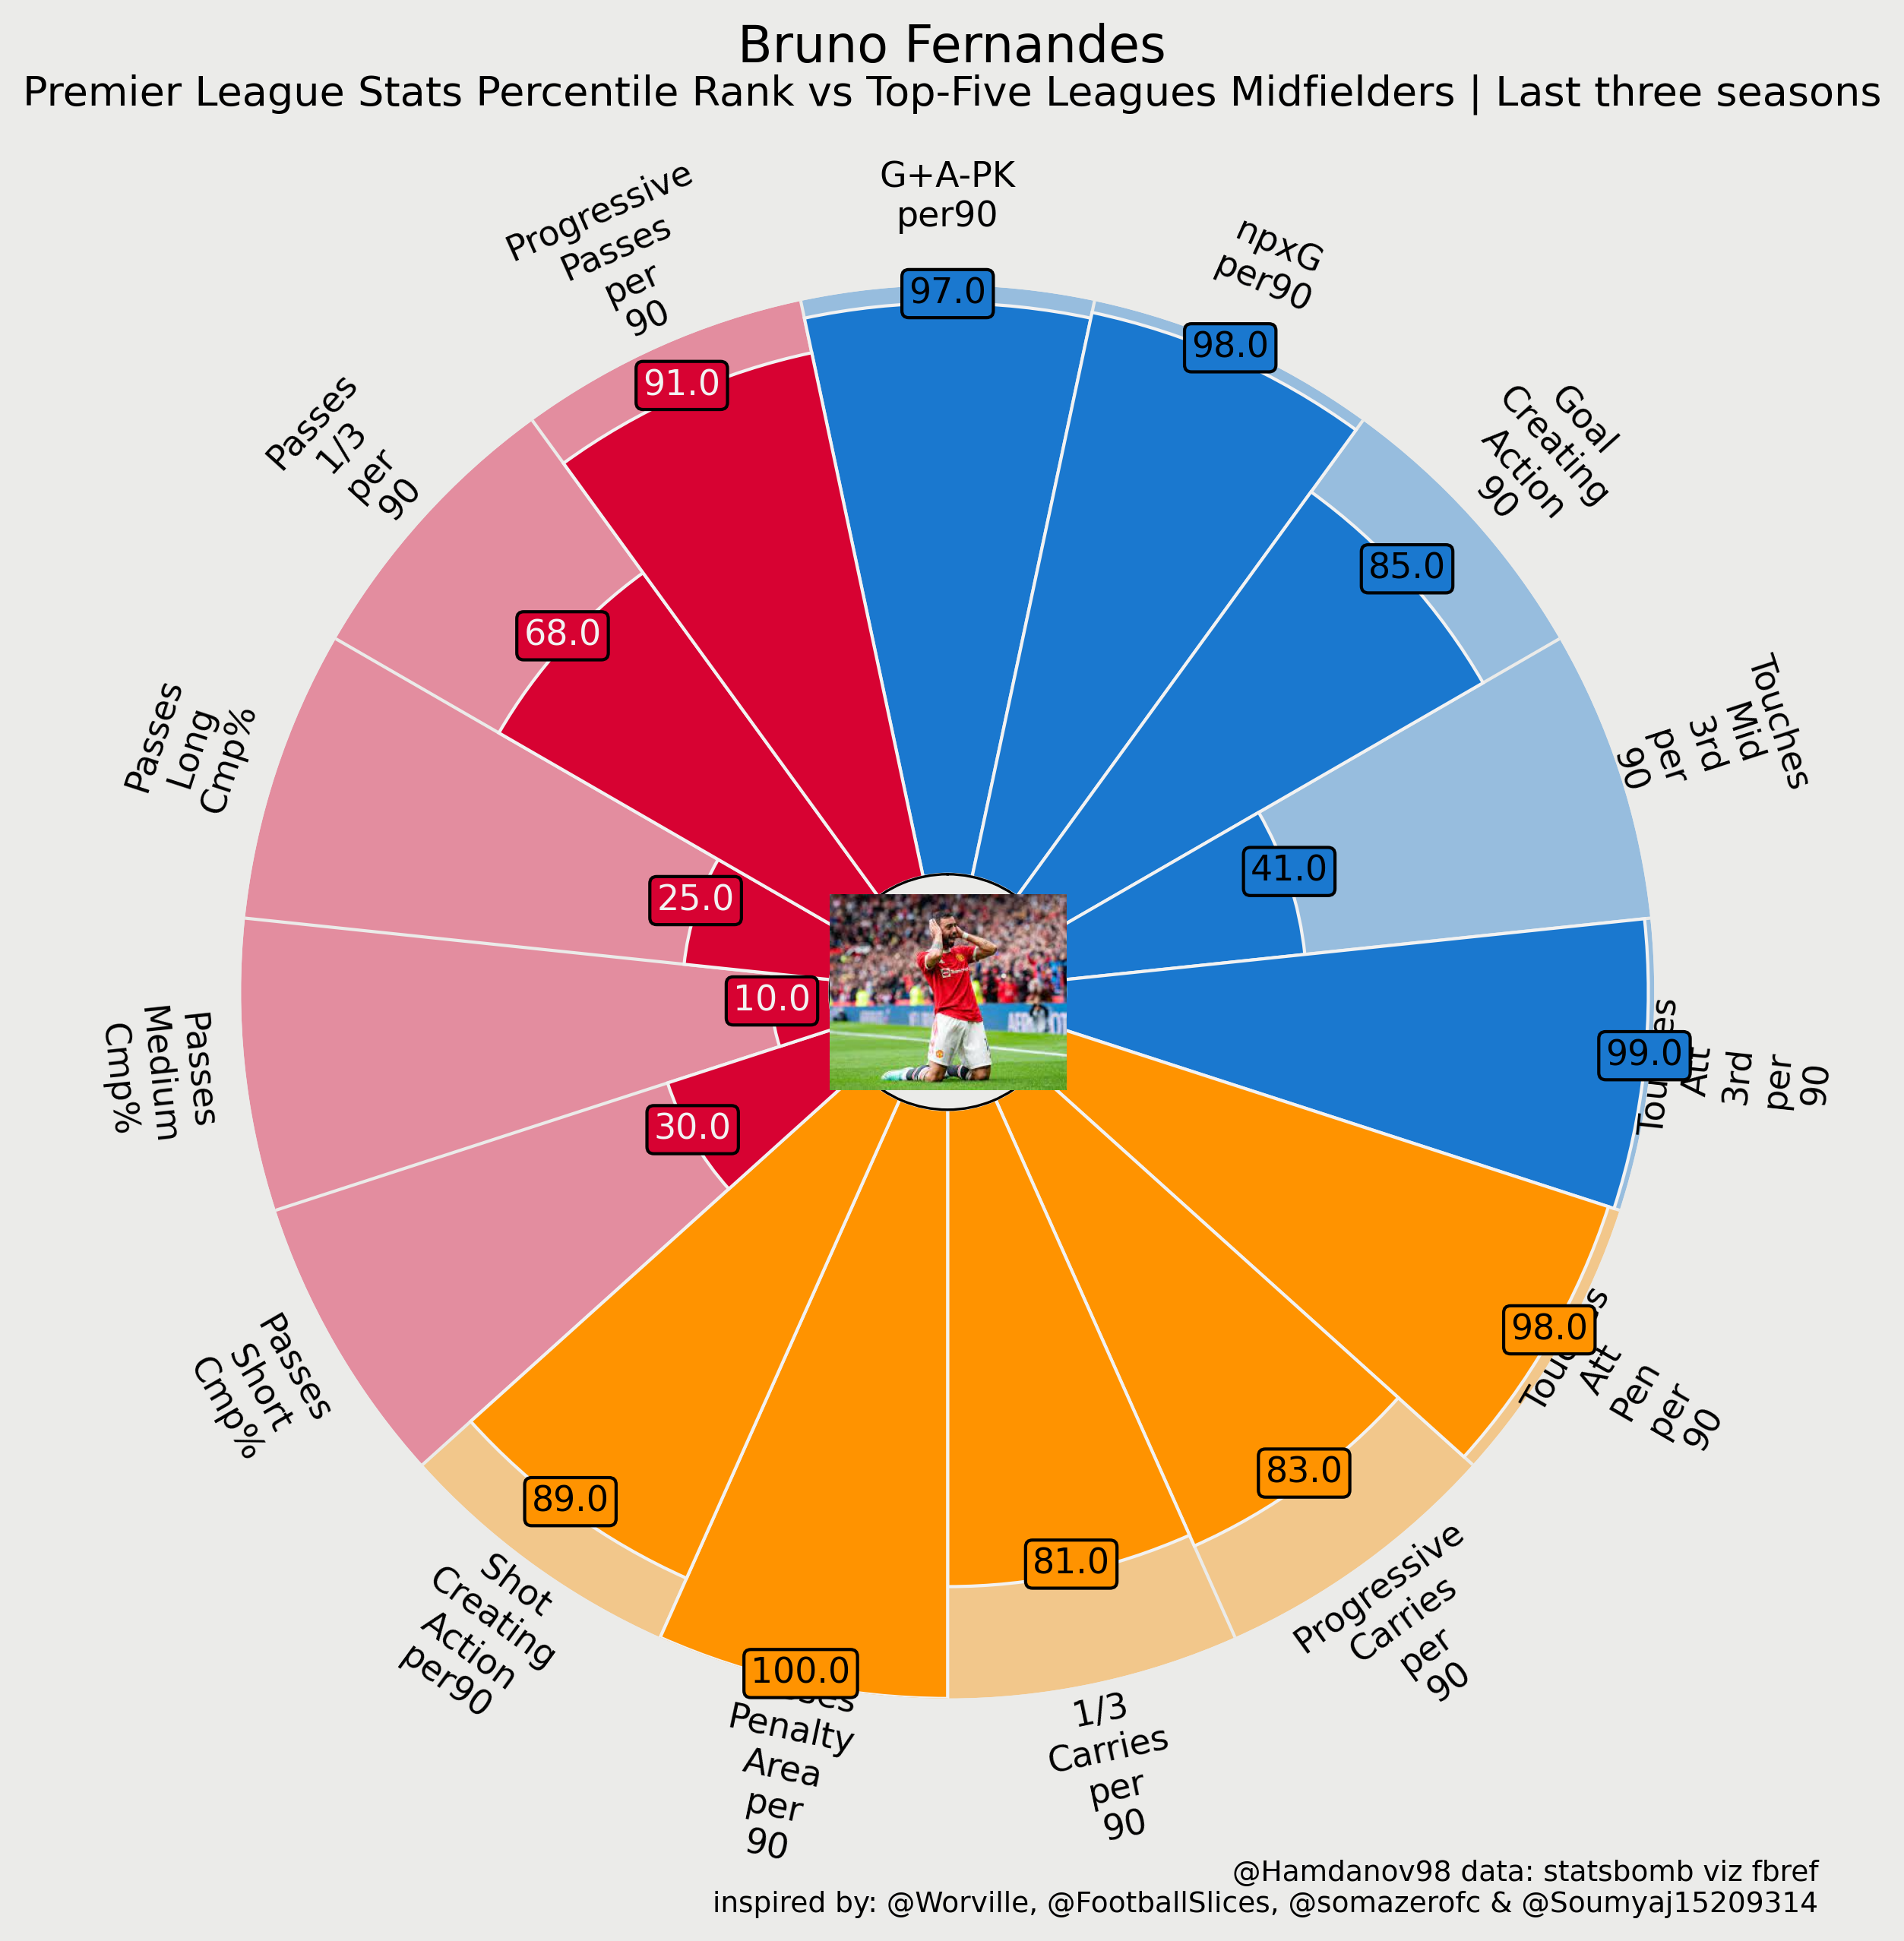 Bruno Fernandes
Premier League Stats Percentile Rank vs Top-Five Leagues Midfielders | Last three seasons
G+A-PK
per90
97.0
npxG
per90
98.0
Goal
Creating
Action
90
85.0
Touches
Mid
3rd
per
90
41.0
Att
3rd
per
90
99.0
Att
Pen
per
90
98.0
Progressive
Carries
per
90
83.0
1/3
Carries
per
90
81.0
Penalty
Area
per
90
100.0
Shot
Creating
Action
per90
89.0
Passes
Short
Cmp%
30.0
Passes
Medium
Cmp%
10.0
Passes
Long
Cmp%
25.0
Passes
1/3
per
90
68.0
Progressive
Passes
per
90
91.0
@Hamdanov98 data: statsbomb viz fbref
inspired by: @Worville, @FootballSlices, @somazerofc & @Soumyaj15209314